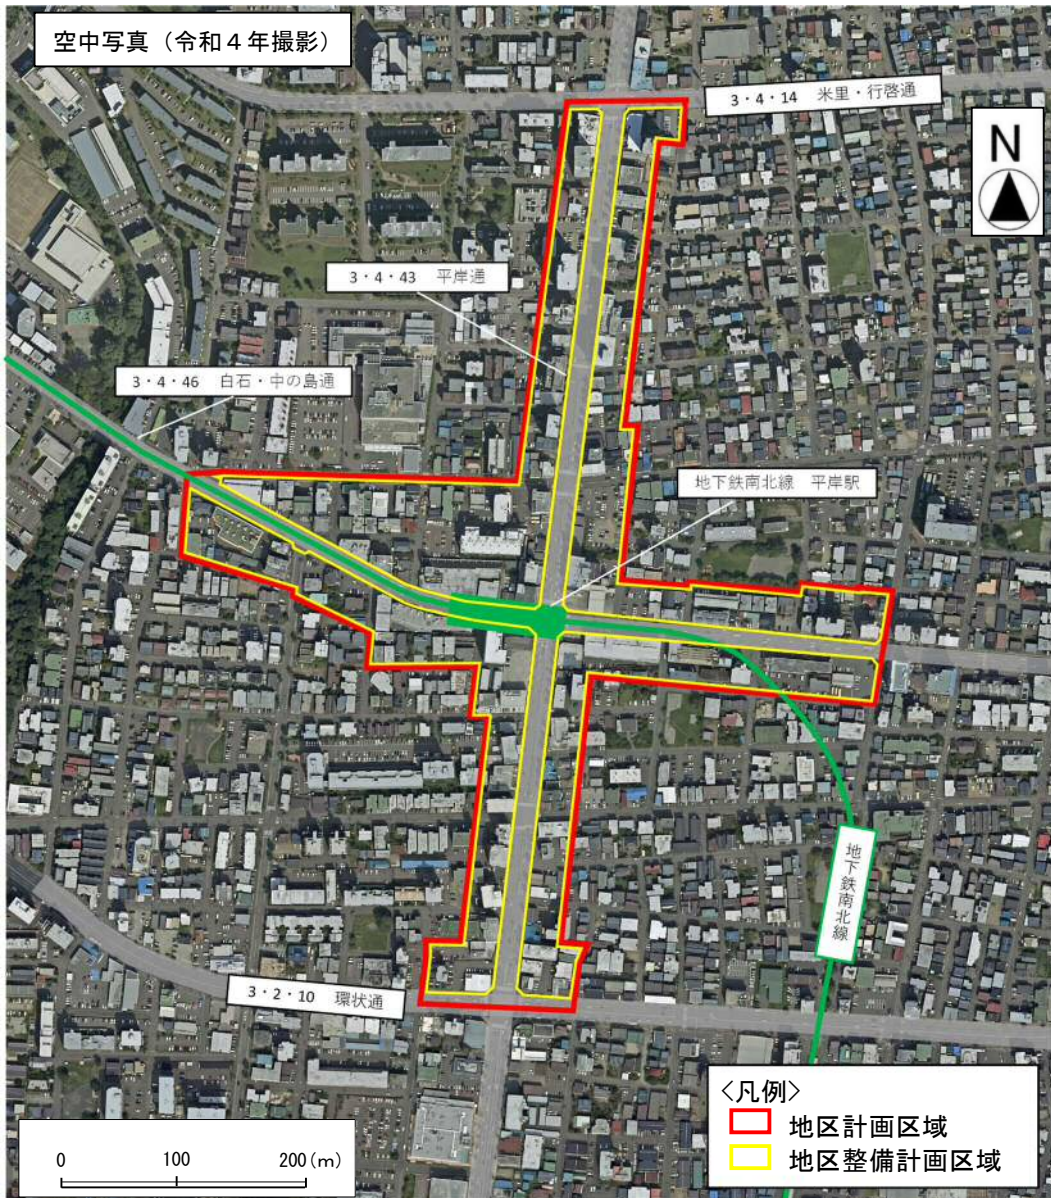 空中写真（令和４年撮影）
3・4・14　米里・行啓通
N
3・4・43　平岸通
3・4・46　白石・中の島通
地下鉄南北線　平岸駅
地下鉄南北線
3・2・10　環状通
<凡例>
地区計画区域
地区整備計画区域
0　100　200(m)